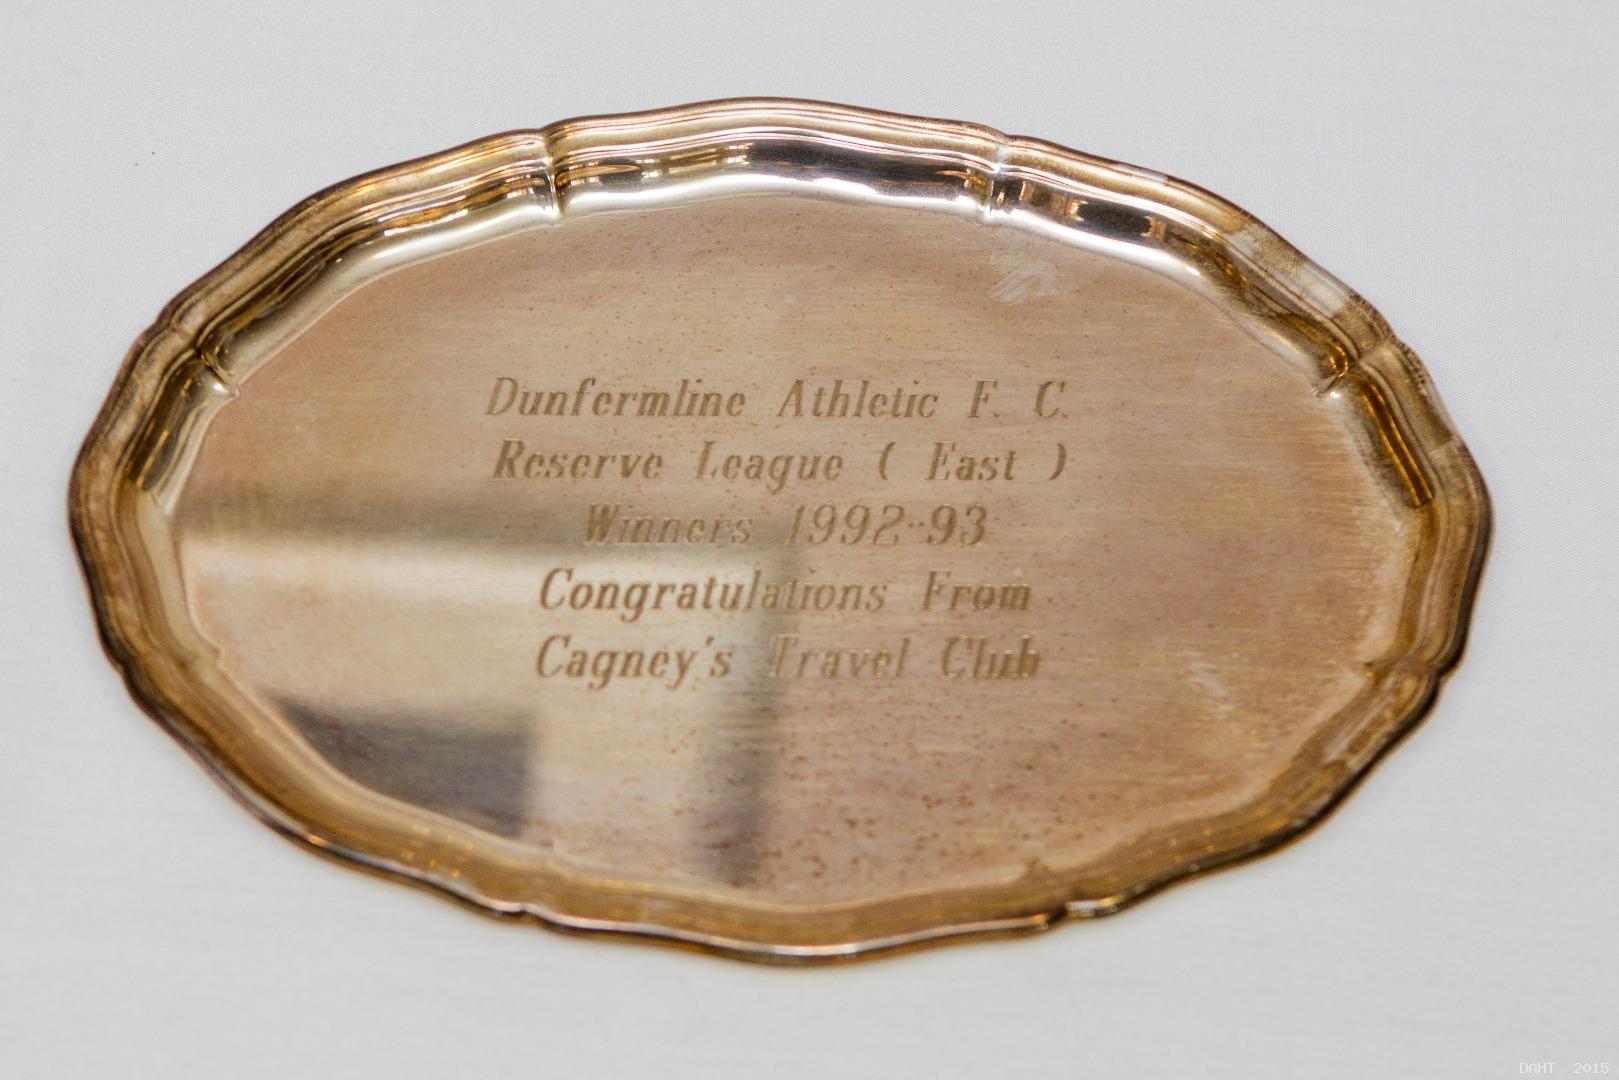 Dunfermline Athletic F. C.
Reserve League ( East )
Winners 1992-93
Congratulations From
Cagney's Travel Club
DAHT 2015